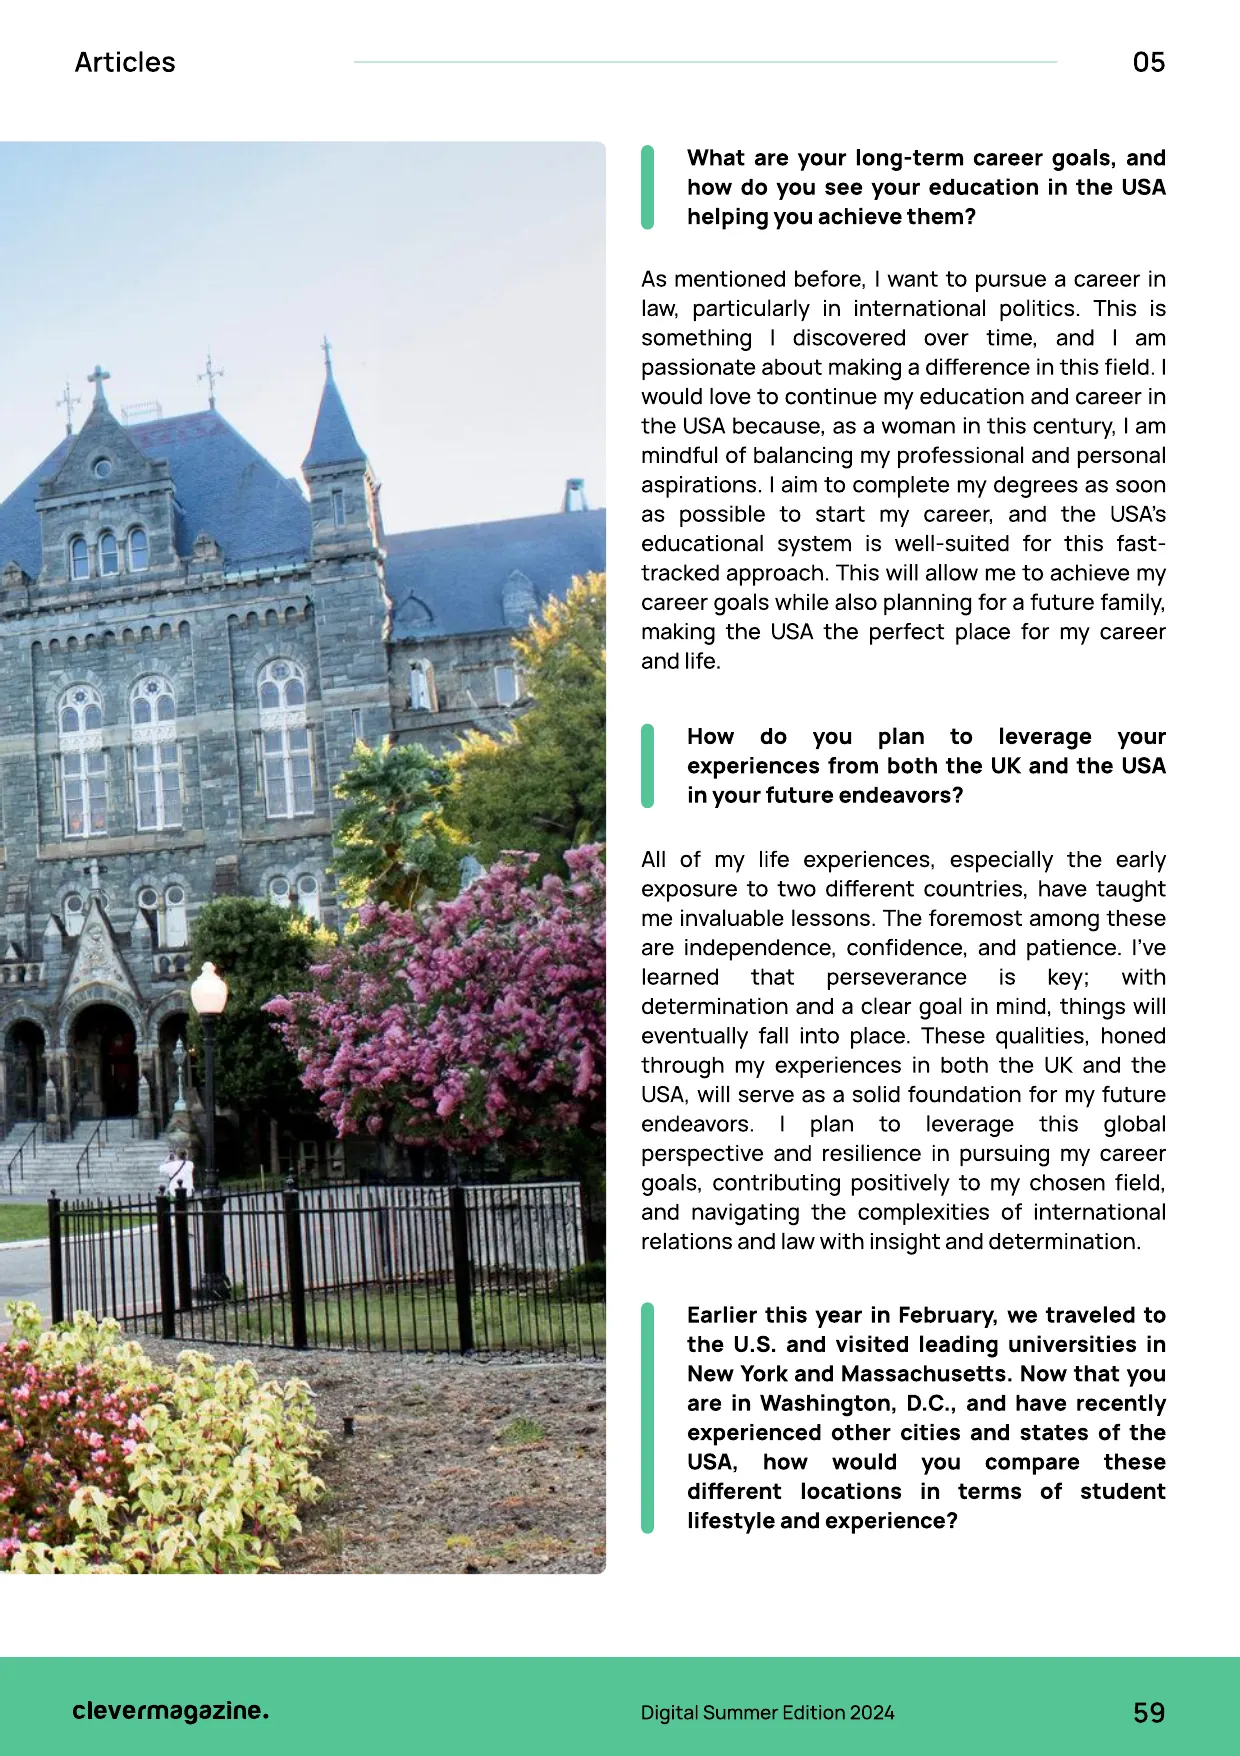 Articles
05
What are your long-term career goals, and
how do you see your education in the USA
helping you achieve them?
As mentioned before, I want to pursue a career in
law, particularly in international politics. This is
something I discovered over time, and I am
passionate about making a difference in this field. I
would love to continue my education and career in
the USA because, as a woman in this century, I am
mindful of balancing my professional and personal
aspirations. I aim to complete my degrees as soon
as possible to start my career, and the USA’s
educational system is well-suited for this fast-
tracked approach. This will allow me to achieve my
career goals while also planning for a future family,
making the USA the perfect place for my career
and life.
How do you plan to leverage your
experiences from both the UK and the USA
in your future endeavors?
All of my life experiences, especially the early
exposure to two different countries, have taught
me invaluable lessons. The foremost among these
are independence, confidence, and patience. I’ve
learned that perseverance is key; with
determination and a clear goal in mind, things will
eventually fall into place. These qualities, honed
through my experiences in both the UK and the
USA, will serve as a solid foundation for my future
endeavors. I plan to leverage this global
perspective and resilience in pursuing my career
goals, contributing positively to my chosen field,
and navigating the complexities of international
relations and law with insight and determination.
Earlier this year in February, we traveled to
the U.S. and visited leading universities in
New York and Massachusetts. Now that you
are in Washington, D.C., and have recently
experienced other cities and states of the
USA, how would you compare these
different locations in terms of student
lifestyle and experience?
clevermagazine.
Digital Summer Edition 2024
59